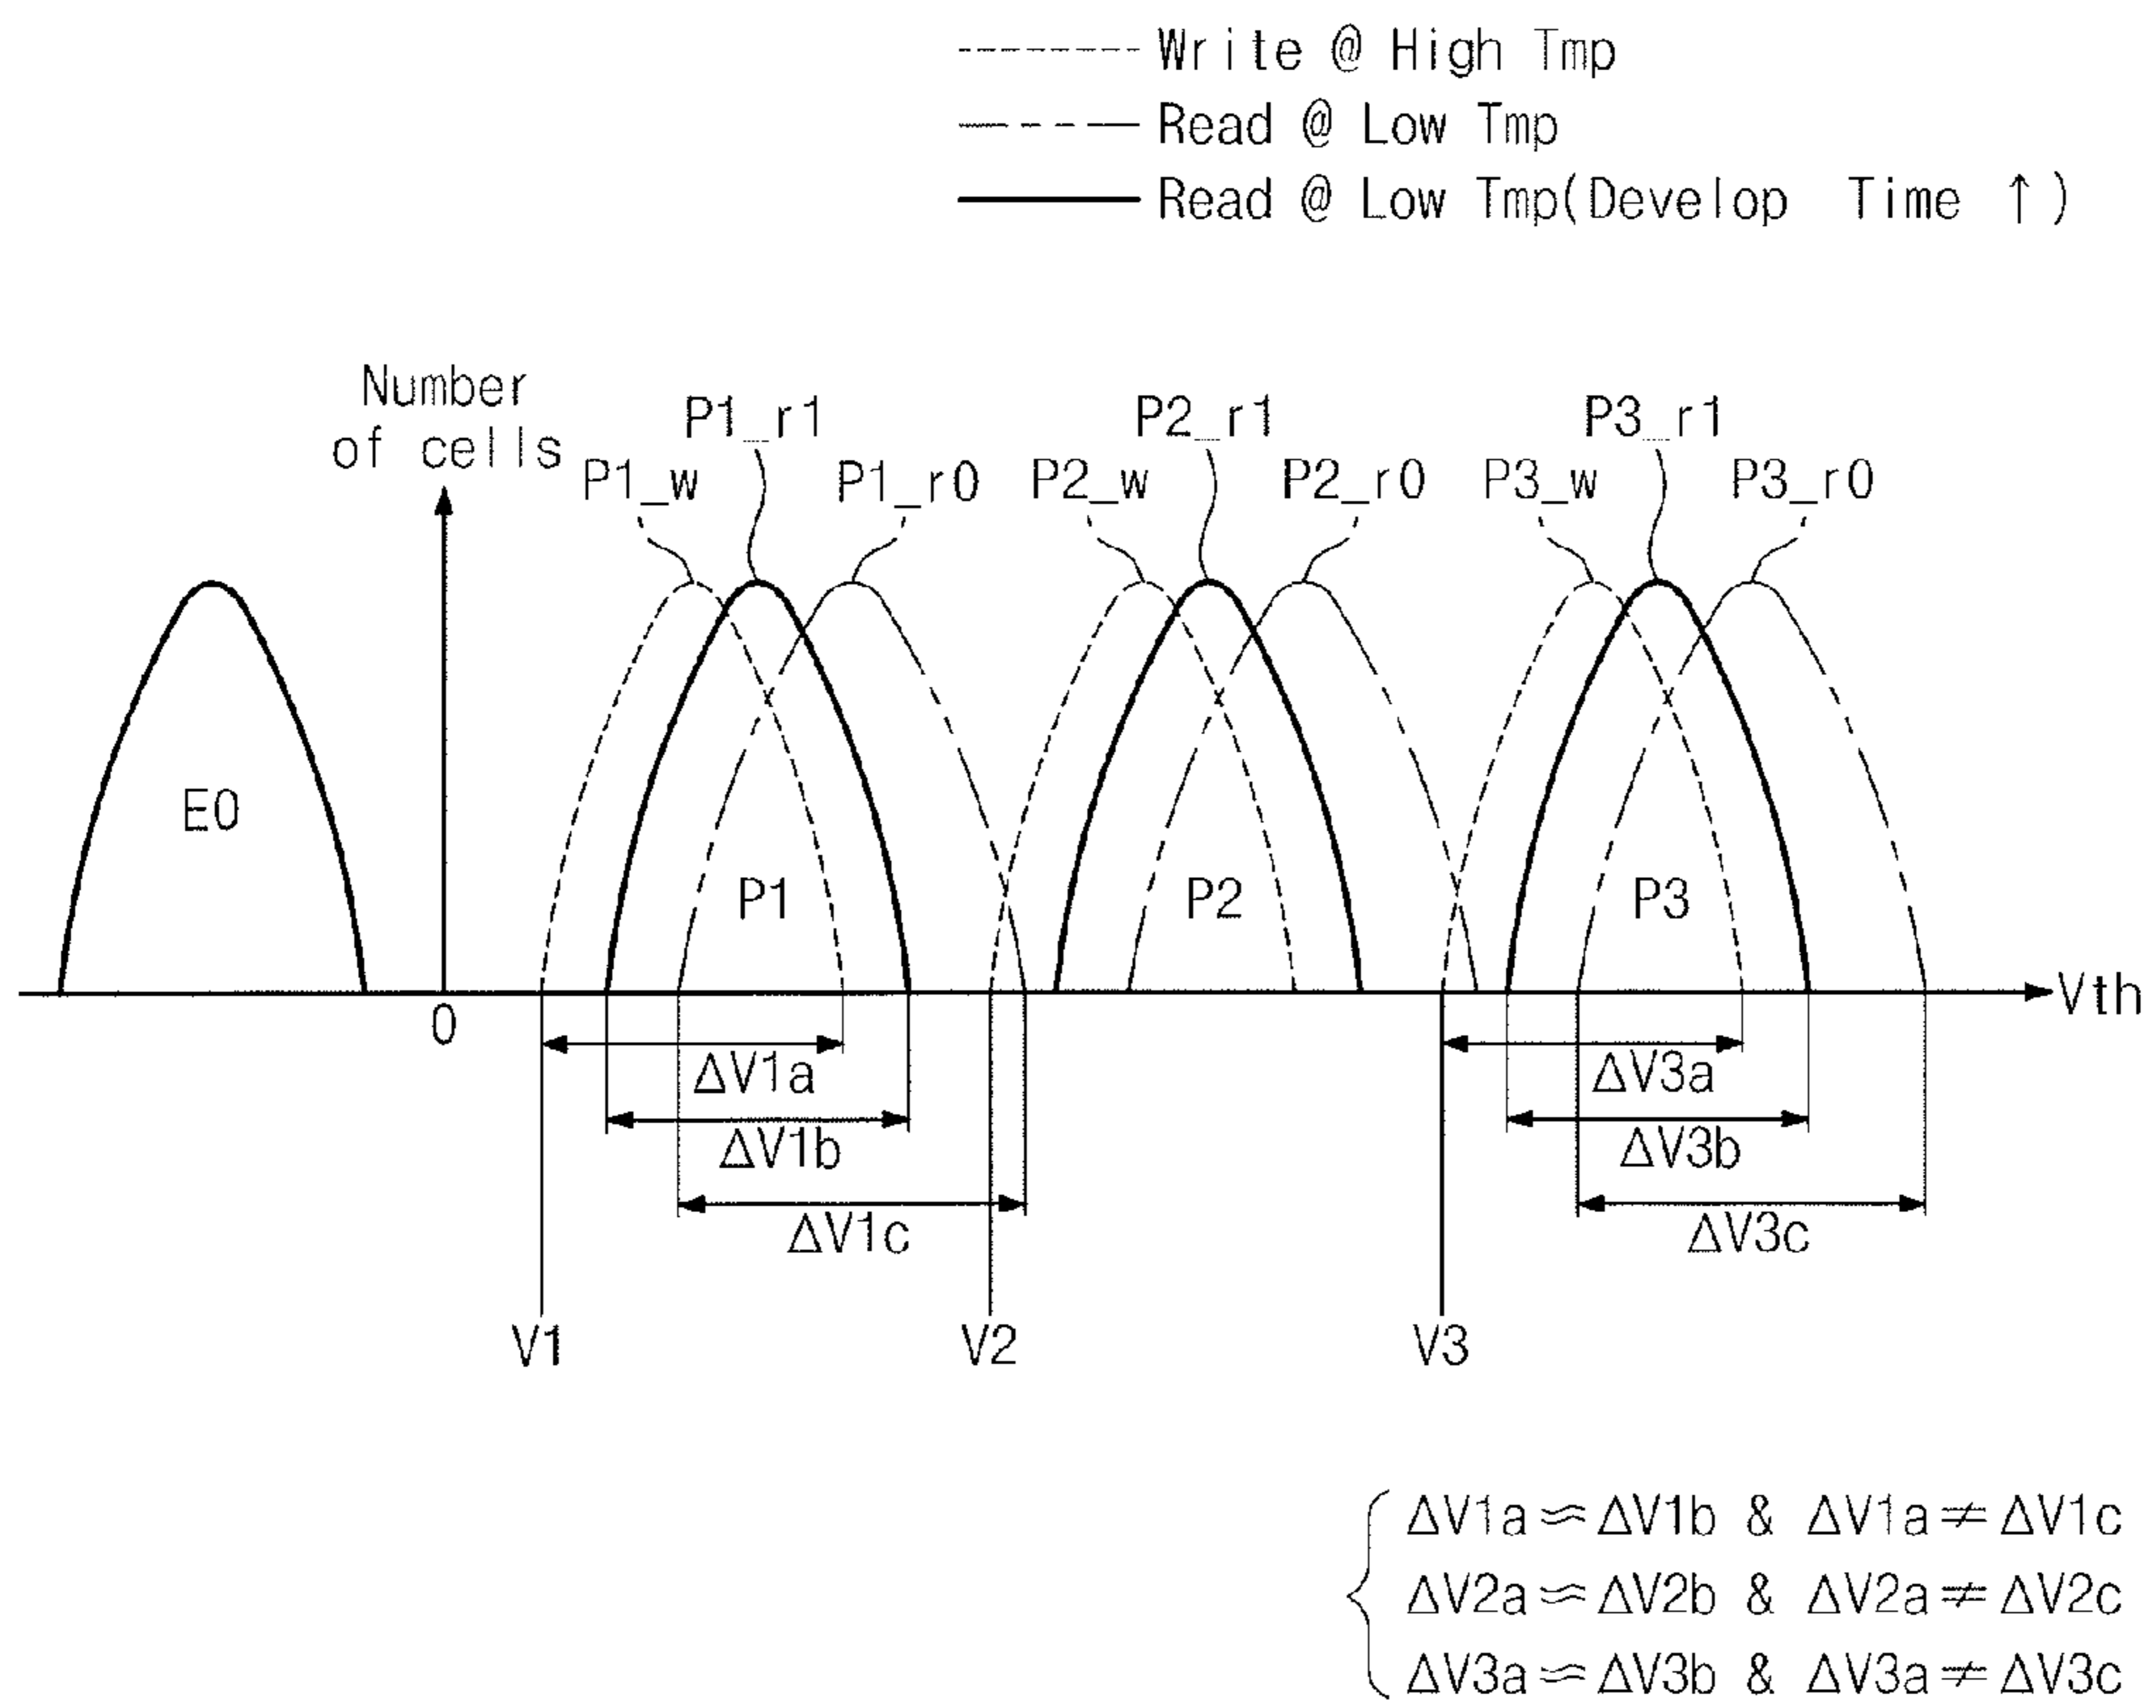 Write @ High Tmp
Read @ Low Tmp
Read @ Low Tmp(Develop Time ↑)
Number
of cells
P1_w
P1_r1
P1_r0
P2_w
P2_r1
P2_r0
P3_w
P3_r1
P3_r0
E0
P1
P2
P3
0
Vth
ΔV1a
ΔV3a
ΔV1b
ΔV3b
ΔV1c
ΔV3c
V1
V2
V3
ΔV1a≈ΔV1b & ΔV1a≠ΔV1c
ΔV2a≈ΔV2b & ΔV2a≠ΔV2c
ΔV3a≈ΔV3b & ΔV3a≠ΔV3c